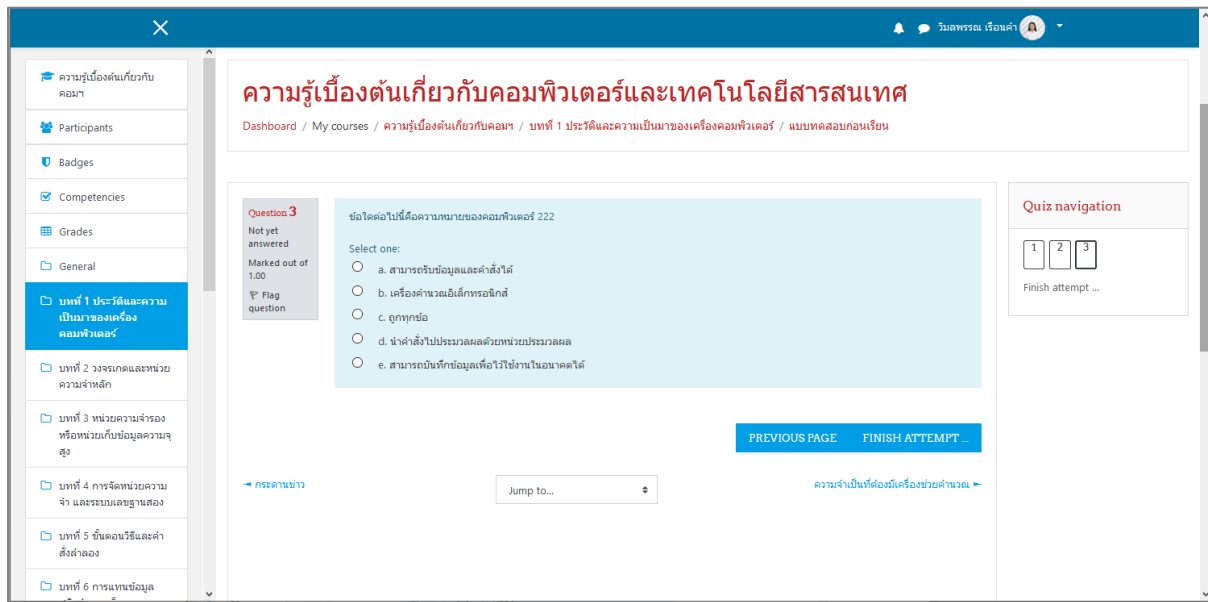 วิมลพรรณ เรือนคำ
ความรู้เบื้องต้นเกี่ยวกับ
คอมฯ
Participants
Badges
Competencies
Grades
General
บทที่ 1 ประวัติและความ
เป็นมาของเครื่อง
คอมพิวเตอร์
บทที่ 2 วงจรเกตและหน่วย
ความจำหลัก
บทที่ 3 หน่วยความจำรอง
หรือหน่วยเก็บข้อมูลความจุ
สูง
บทที่ 4 การจัดหน่วยความ
จำ และระบบเลขฐานสอง
บทที่ 5 ขั้นตอนวิธีและคำ
สั่งลำลอง
บทที่ 6 การแทนข้อมูล
ความรู้เบื้องต้นเกี่ยวกับคอมพิวเตอร์และเทคโนโลยีสารสนเทศ
Dashboard / My courses / ความรู้เบื้องต้นเกี่ยวกับคอมฯ / บทที่ 1 ประวัติและความเป็นมาของเครื่องคอมพิวเตอร์ / แบบทดสอบก่อนเรียน
Question 3
Not yet
answered
Marked out of
1.00
Flag
question
ข้อใดต่อไปนี้คือความหมายของคอมพิวเตอร์ 222
Select one:
a. สามารถรับข้อมูลและคำสั่งได้
b. เครื่องคำนวณอิเล็กทรอนิกส์
c. ถูกทุกข้อ
d. นำคำสั่งไปประมวลผลด้วยหน่วยประมวลผล
e. สามารถบันทึกข้อมูลเพื่อไว้ใช้งานในอนาคตได้
PREVIOUS PAGE FINISH ATTEMPT ...
◄ กระดานข่าว
Jump to...
ความจำเป็นที่ต้องมีเครื่องช่วยคำนวณ ►
Quiz navigation
1 2 3
Finish attempt ...